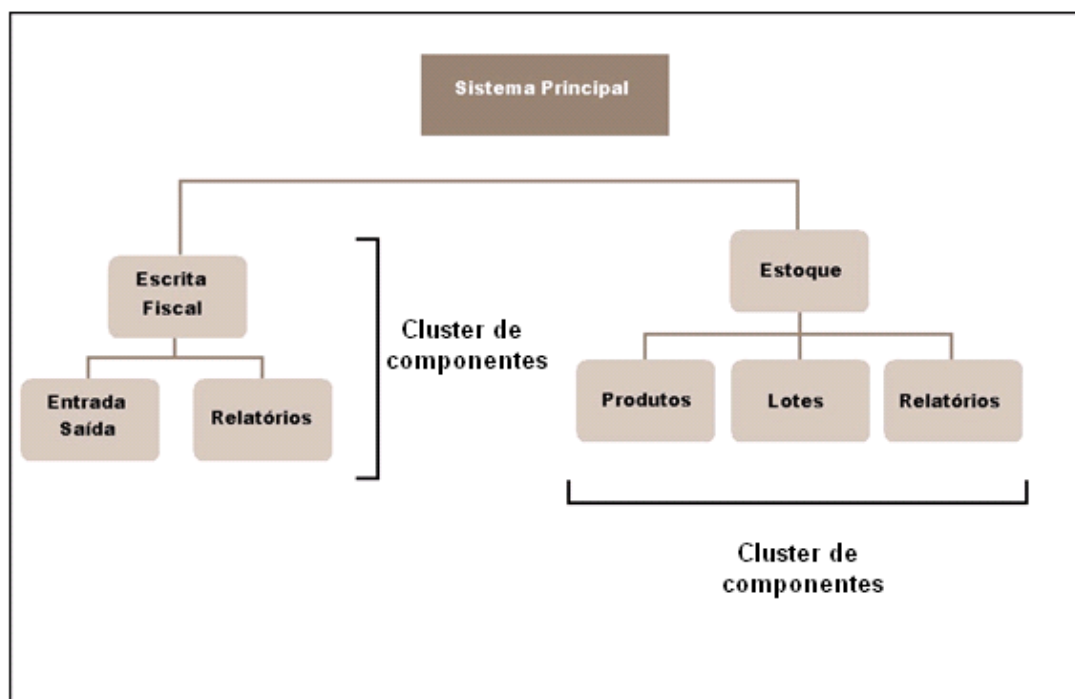 Sistema Principal
Escrita
Fiscal
Estoque
Cluster de
componentes
Entrada
Saída
Relatórios
Produtos
Lotes
Relatórios
Cluster de
componentes